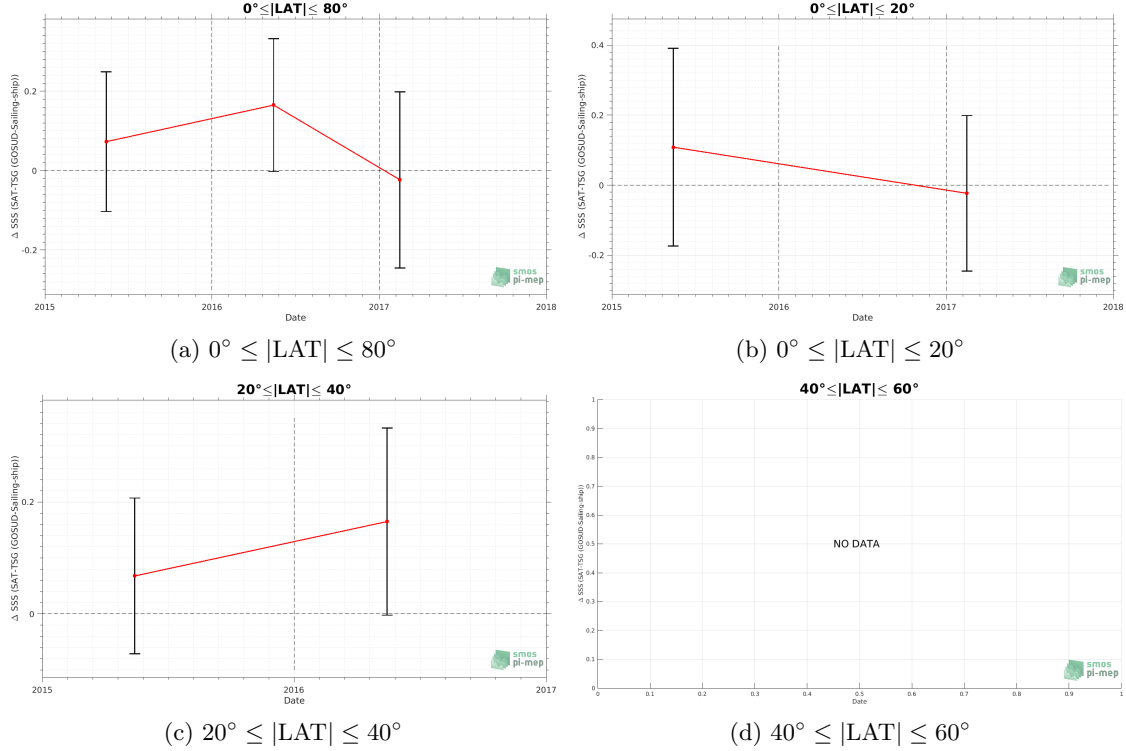 0°≤|LAT|≤ 80°
Δ SSS (SAT-TSG (GOSUD-Sailing-ship))
0.2
0
-0.2
2015
2016
2017
2018
Date
smos
pi-mep
(a) 0° ≤ |LAT| ≤ 80°
0°≤|LAT|≤ 20°
Δ SSS (SAT-TSG (GOSUD-Sailing-ship))
0.4
0.2
0
-0.2
2015
2016
2017
2018
Date
smos
pi-mep
(b) 0° ≤ |LAT| ≤ 20°
20°≤|LAT|≤ 40°
Δ SSS (SAT-TSG (GOSUD-Sailing-ship))
0.2
0
2015
2016
2017
Date
smos
pi-mep
(c) 20° ≤ |LAT| ≤ 40°
40°≤|LAT|≤ 60°
Δ SSS (SAT-TSG (GOSUD-Sailing-ship))
1
0.9
0.8
0.7
0.6
0.5
0.4
0.3
0.2
0.1
0
NO DATA
0
0.1
0.2
0.3
0.4
0.5
0.6
0.7
0.8
0.9
1
Date
smos
pi-mep
(d) 40° ≤ |LAT| ≤ 60°